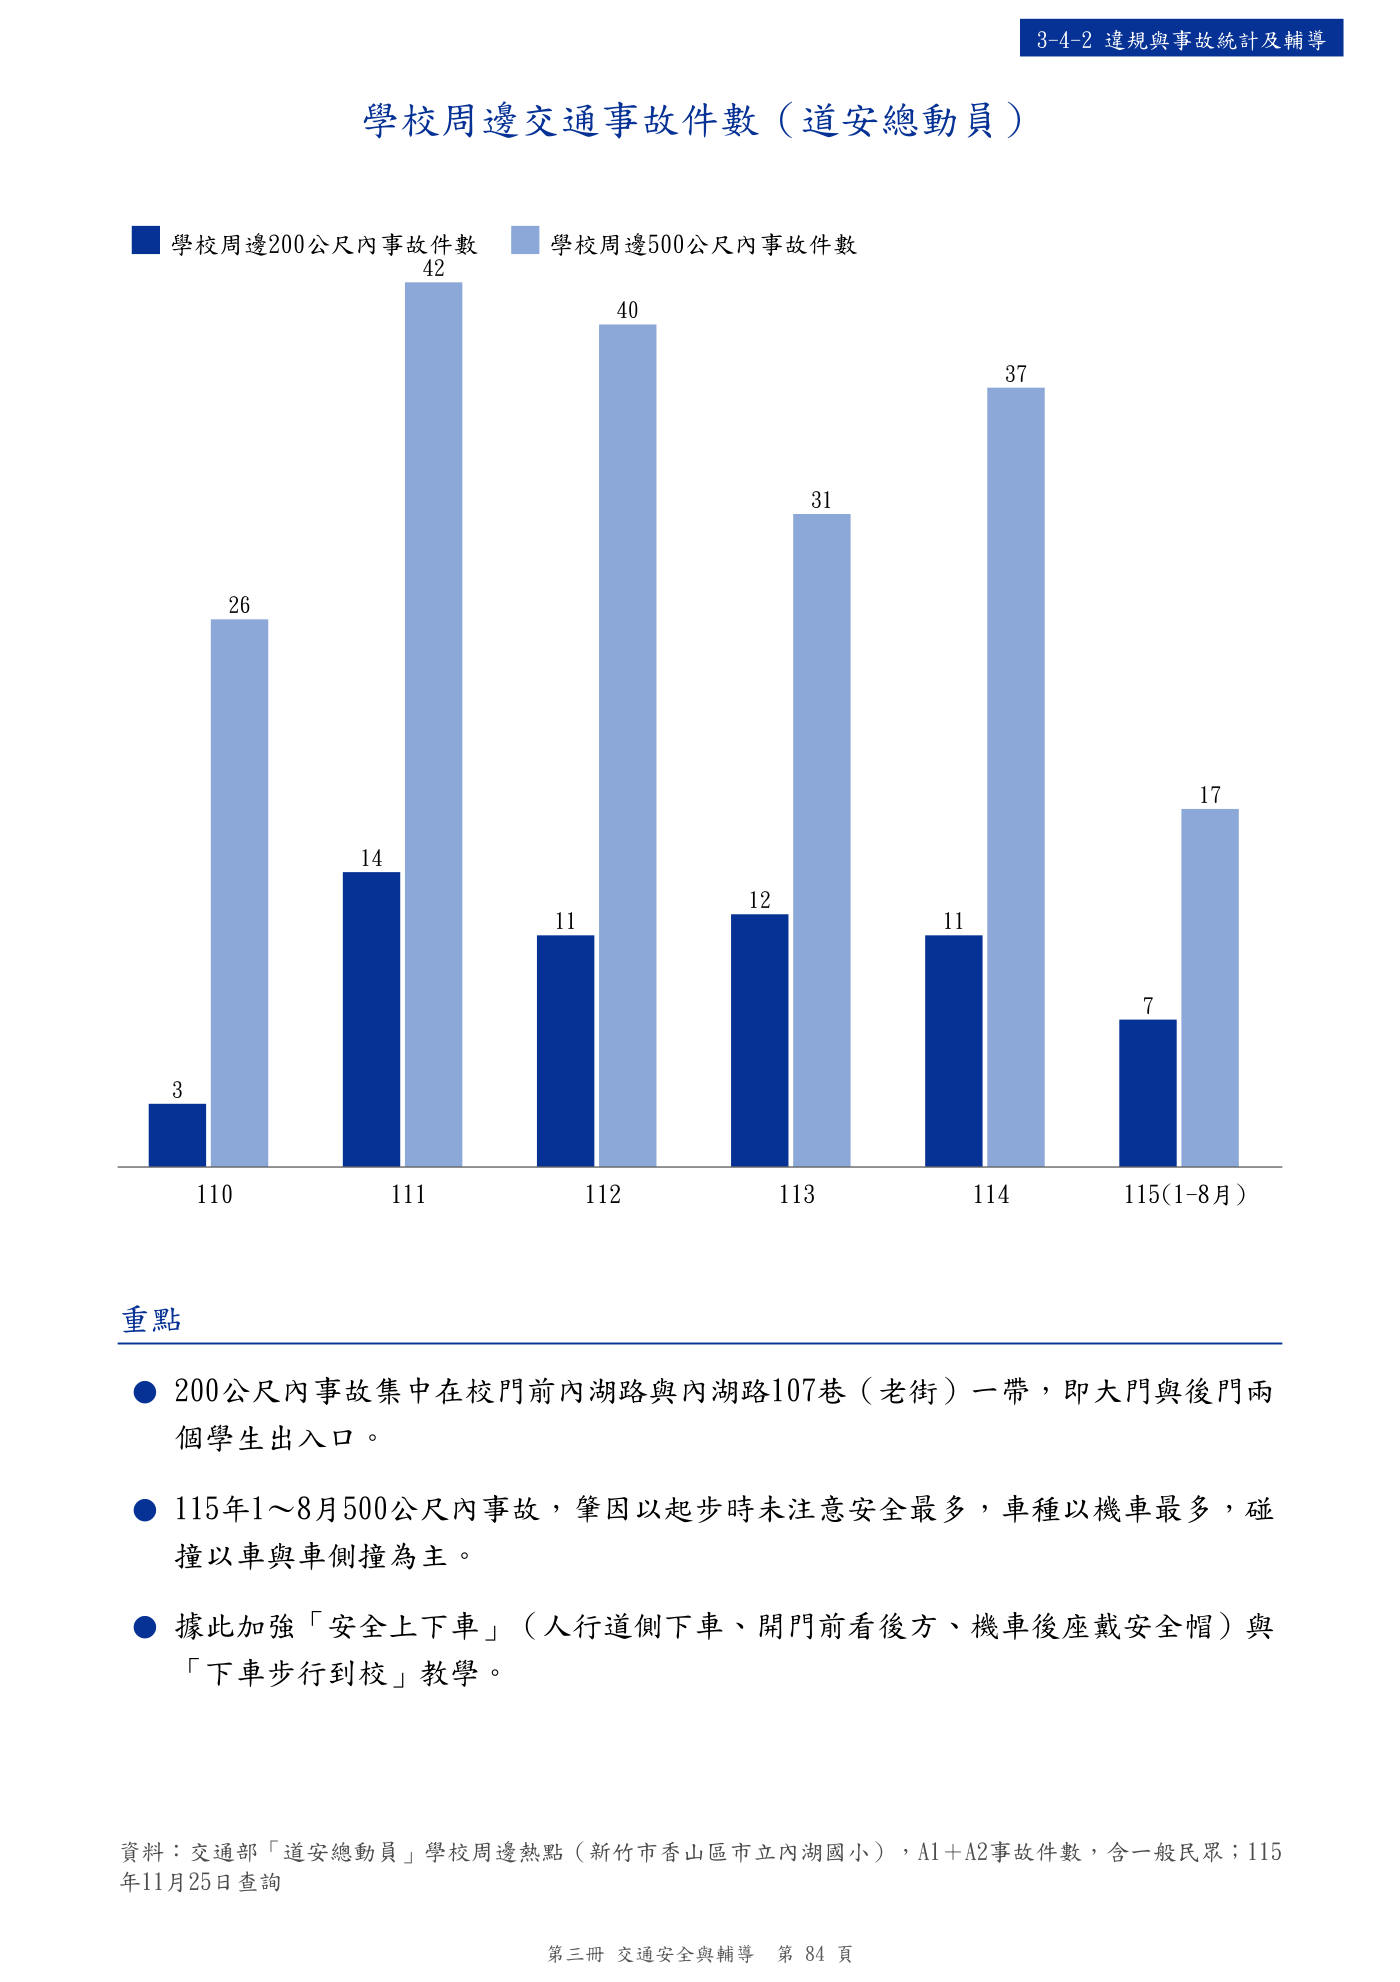 3-4-2 違規與事故統計及輔導
學校周邊交通事故件數（道安總動員）
學校周邊200公尺內事故件數 學校周邊500公尺內事故件數
42
40
37
31
26
17
14
12
11 11
7
3
110 111 112 113 114 115(1-8月)
重點
● 200公尺內事故集中在校門前內湖路與內湖路107巷（老街）一帶，即大門與後門兩
個學生出入口。
● 115年1～8月500公尺內事故，肇因以起步時未注意安全最多，車種以機車最多，碰
撞以車與車側撞為主。
● 據此加強「安全上下車」（人行道側下車、開門前看後方、機車後座戴安全帽）與
「下車步行到校」教學。
資料：交通部「道安總動員」學校周邊熱點（新竹市香山區市立內湖國小），A1＋A2事故件數，含一般民眾；115
年11月25日查詢
第三冊 交通安全與輔導 第 84 頁